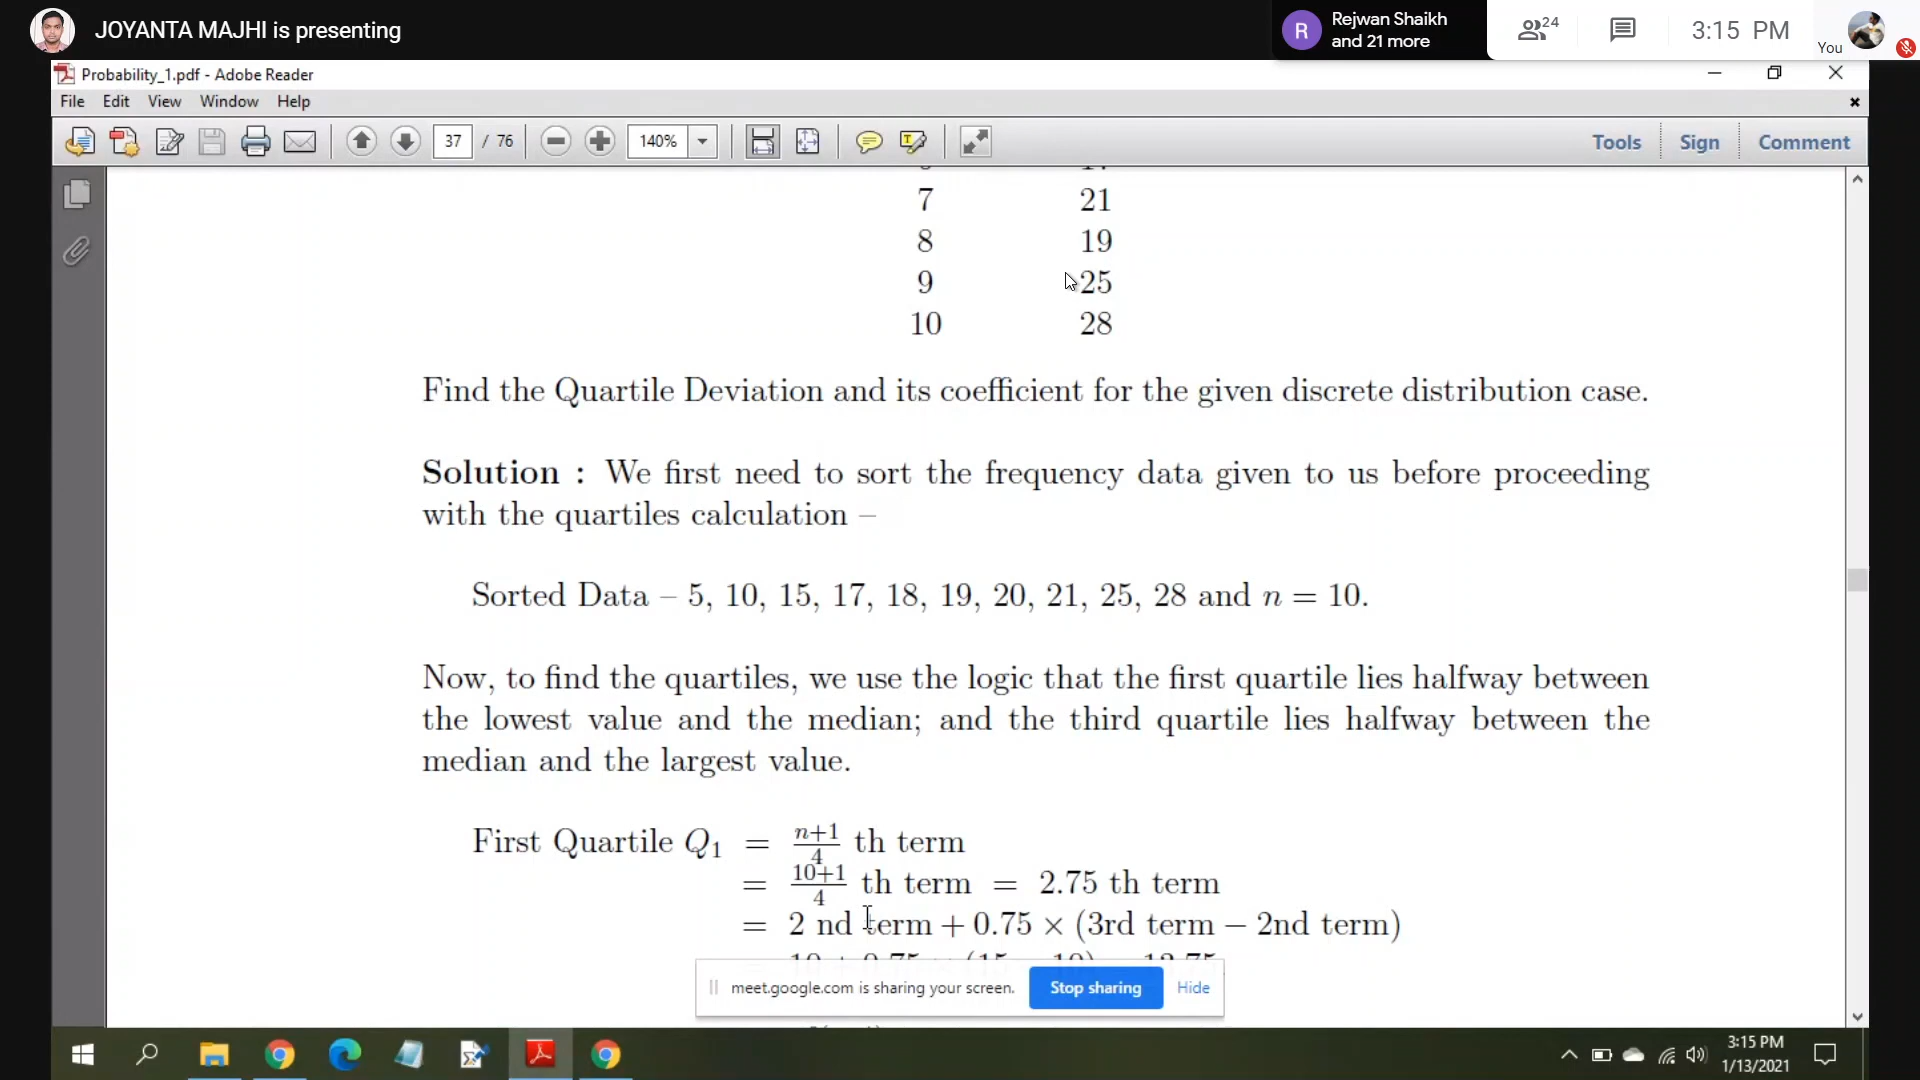 JOYANTA MAJHI is presenting
R
Rejwan Shaikh
and 21 more
24
3:15 PM
You
Probability_1.pdf - Adobe Reader
File Edit View Window Help
37 / 76
140%
Tools Sign Comment
7 21
8 19
9 25
10 28
Find the Quartile Deviation and its coefficient for the given discrete distribution case.
Solution : We first need to sort the frequency data given to us before proceeding
with the quartiles calculation –
Sorted Data – 5, 10, 15, 17, 18, 19, 20, 21, 25, 28 and n = 10.
Now, to find the quartiles, we use the logic that the first quartile lies halfway between
the lowest value and the median; and the third quartile lies halfway between the
median and the largest value.
First Quartile Q₁ = (n+1)/4 th term
= (10+1)/4 th term = 2.75 th term
= 2 nd term + 0.75 × (3rd term − 2nd term)
meet.google.com is sharing your screen. Stop sharing Hide
3:15 PM
1/13/2021